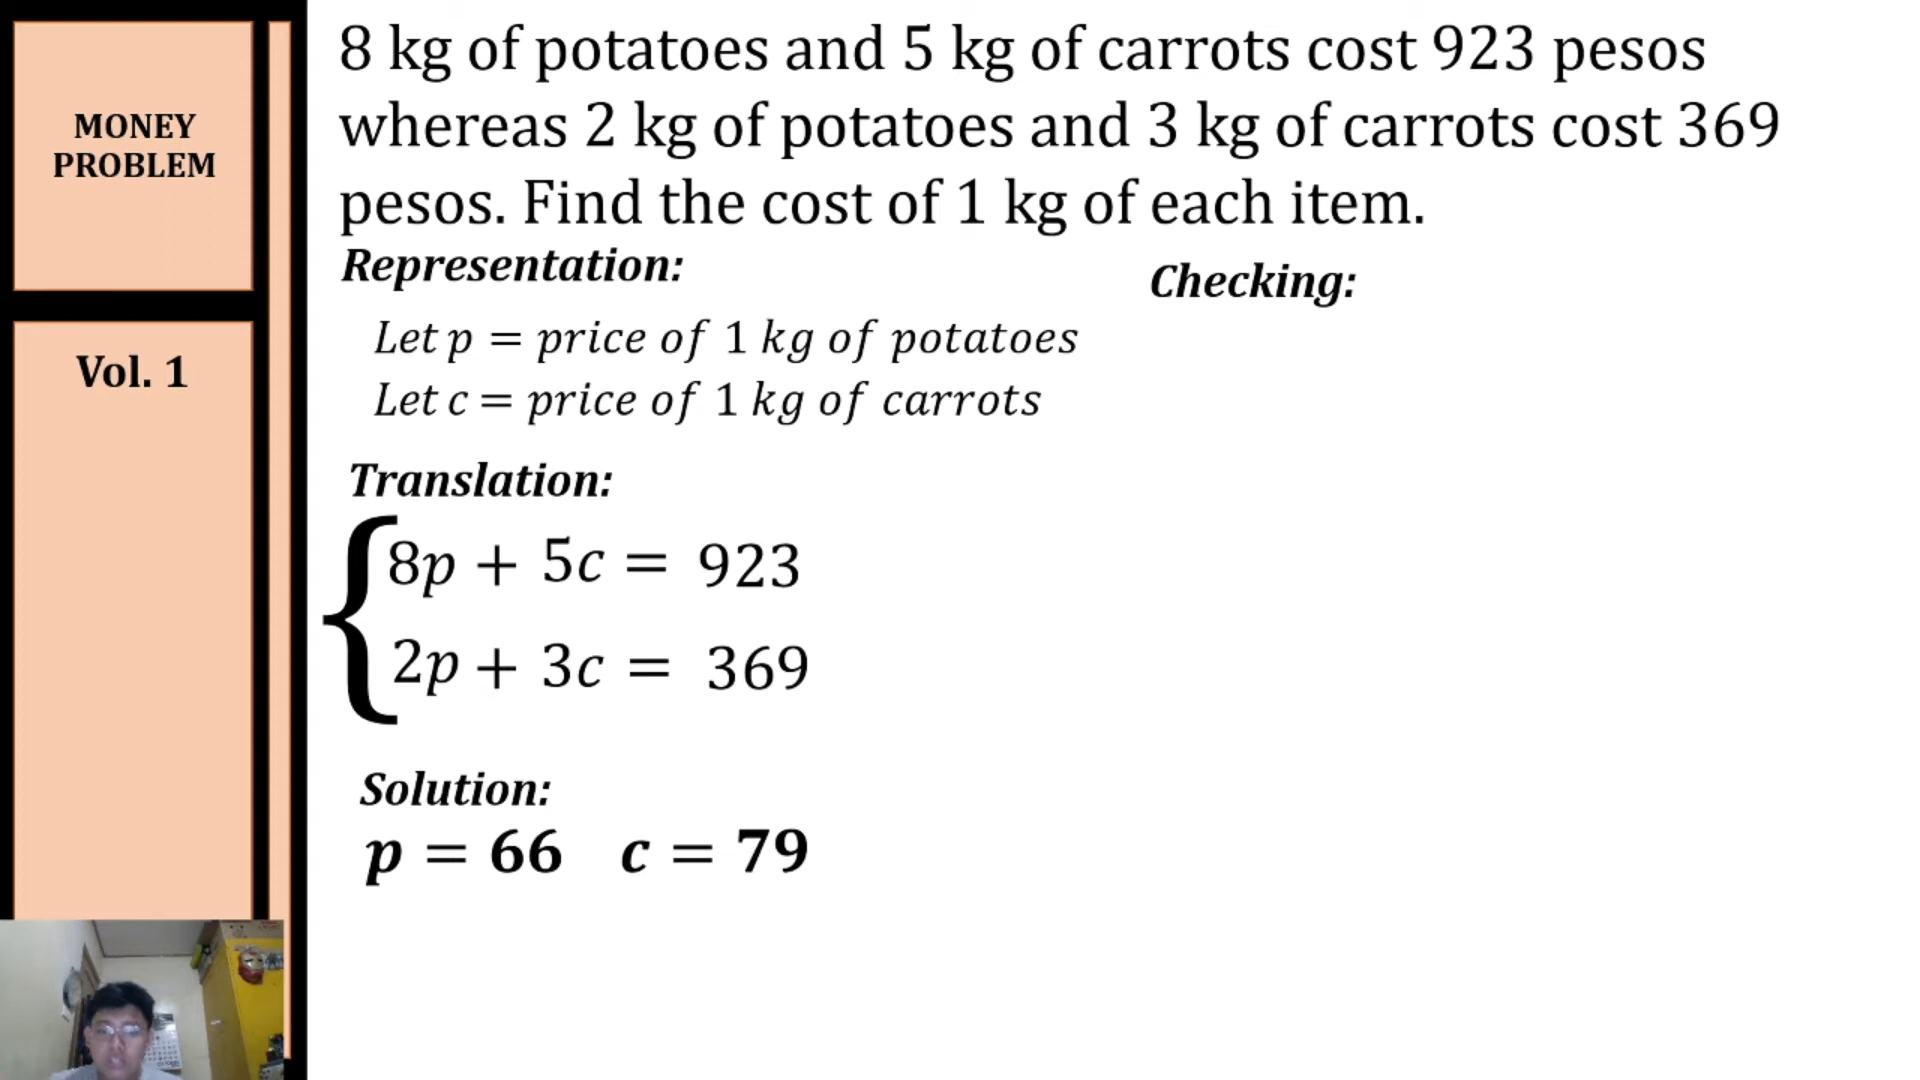 MONEY
PROBLEM
Vol. 1
8 kg of potatoes and 5 kg of carrots cost 923 pesos
whereas 2 kg of potatoes and 3 kg of carrots cost 369
pesos. Find the cost of 1 kg of each item.
Representation:
Let p = price of 1 kg of potatoes
Let c = price of 1 kg of carrots
Translation:
8p + 5c = 923
2p + 3c = 369
Solution:
p = 66 c = 79
Checking: